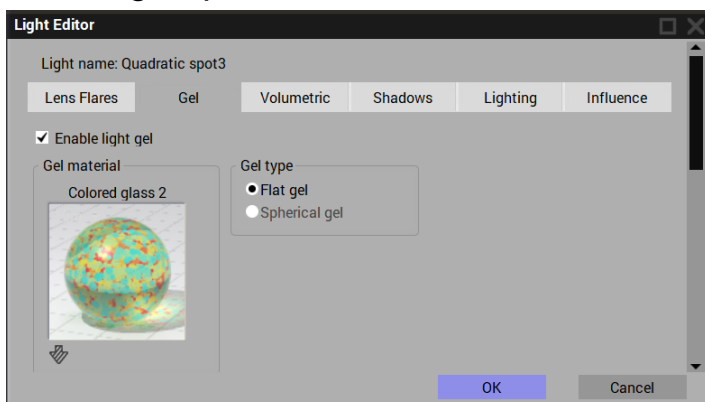 Light Editor
Light name: Quadratic spot3
Lens Flares Gel Volumetric Shadows Lighting Influence
Enable light gel
Gel material
Colored glass 2
Gel type
Flat gel
Spherical gel
OK Cancel